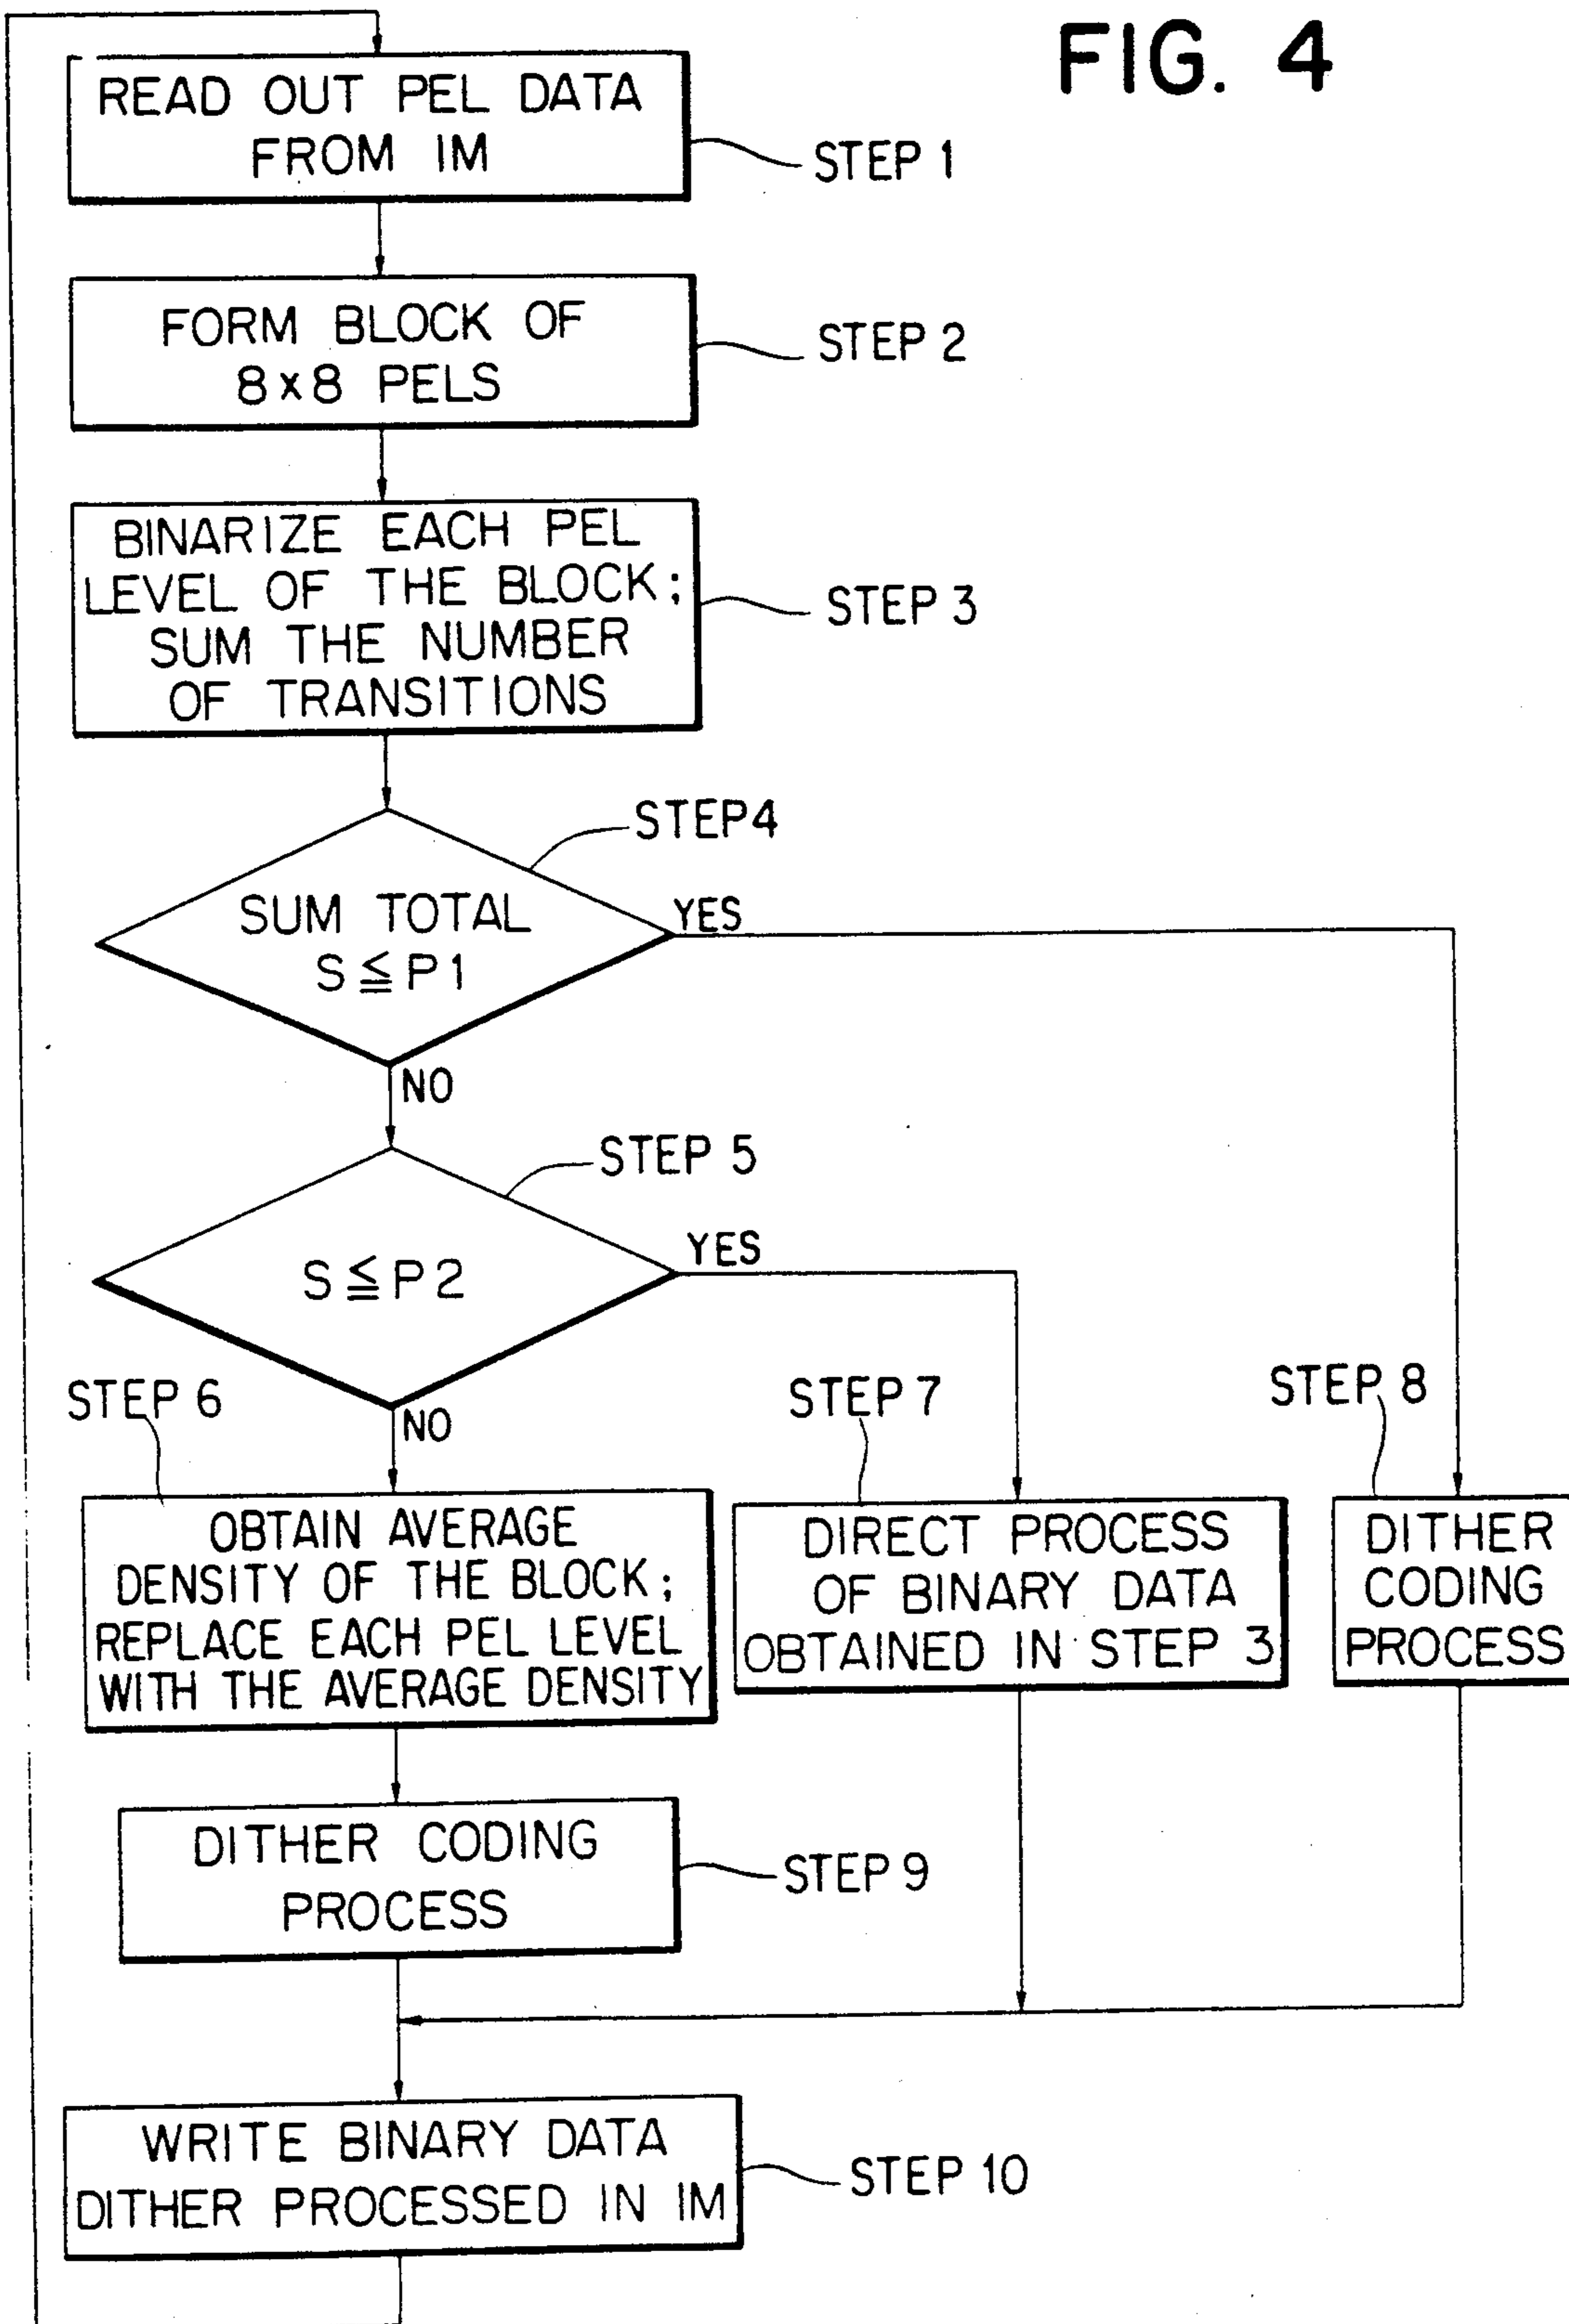 FIG. 4
READ OUT PEL DATA
FROM IM
STEP 1
FORM BLOCK OF
8×8 PELS
STEP 2
BINARIZE EACH PEL
LEVEL OF THE BLOCK;
SUM THE NUMBER
OF TRANSITIONS
STEP 3
STEP4
SUM TOTAL
S ≦ P1
YES
NO
STEP 5
S ≦ P2
YES
NO
STEP 6
OBTAIN AVERAGE
DENSITY OF THE BLOCK;
REPLACE EACH PEL LEVEL
WITH THE AVERAGE DENSITY
STEP 7
DIRECT PROCESS
OF BINARY DATA
OBTAINED IN STEP 3
STEP 8
DITHER
CODING
PROCESS
DITHER CODING
PROCESS
STEP 9
WRITE BINARY DATA
DITHER PROCESSED IN IM
STEP 10